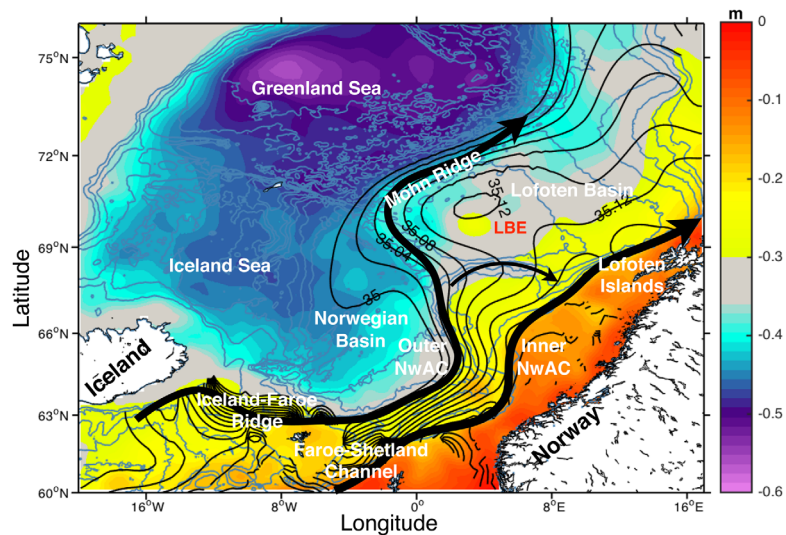 m
75°N
72°N
69°N
66°N
63°N
60°N
Latitude
16°W
8°W
0°
8°E
16°E
Longitude
0
-0.1
-0.2
-0.3
-0.4
-0.5
-0.6
Greenland Sea
Mohn Ridge
Lofoten Basin
35.12
35.12
LBE
35.08
35.04
35
Iceland Sea
Lofoten
Islands
Norwegian
Basin
Outer
NwAC
Inner
NwAC
Iceland
Iceland-Faroe
Ridge
Faroe-Shetland
Channel
Norway